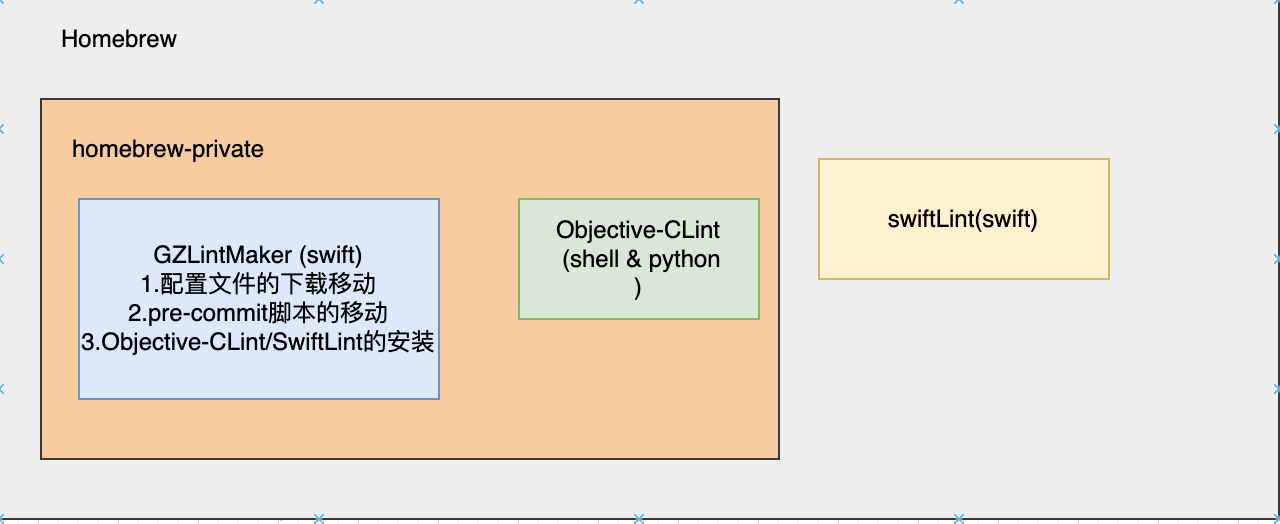 Homebrew
homebrew-private
GZLintMaker (swift)
1.配置文件的下载移动
2.pre-commit脚本的移动
3.Objective-CLint/SwiftLint的安装
Objective-CLint
(shell & python
)
swiftLint(swift)